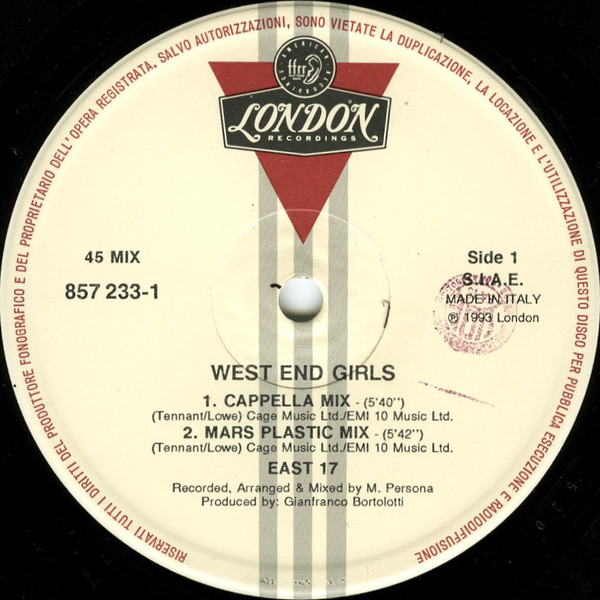 RISERVATI TUTTI I DIRITTI DEL PRODUTTORE FONOGRAFICO E DEL PROPRIETARIO DELL'OPERA REGISTRATA. SALVO AUTORIZZAZIONI, SONO VIETATE LA DUPLICAZIONE, LA LOCAZIONE E L'UTILIZZAZIONE DI QUESTO DISCO PER PUBBLICA ESECUZIONE E RADIODIFFUSIONE
ffrr
LONDON
RECORDINGS
45 MIX
857 233-1
Side 1
S.I.A.E.
MADE IN ITALY
℗ 1993 London
WEST END GIRLS
1. CAPPELLA MIX - (5'40'')
(Tennant/Lowe) Cage Music Ltd./EMI 10 Music Ltd.
2. MARS PLASTIC MIX - (5'42'')
(Tennant/Lowe) Cage Music Ltd./EMI 10 Music Ltd.
EAST 17
Recorded, Arranged & Mixed by M. Persona
Produced by: Gianfranco Bortolotti